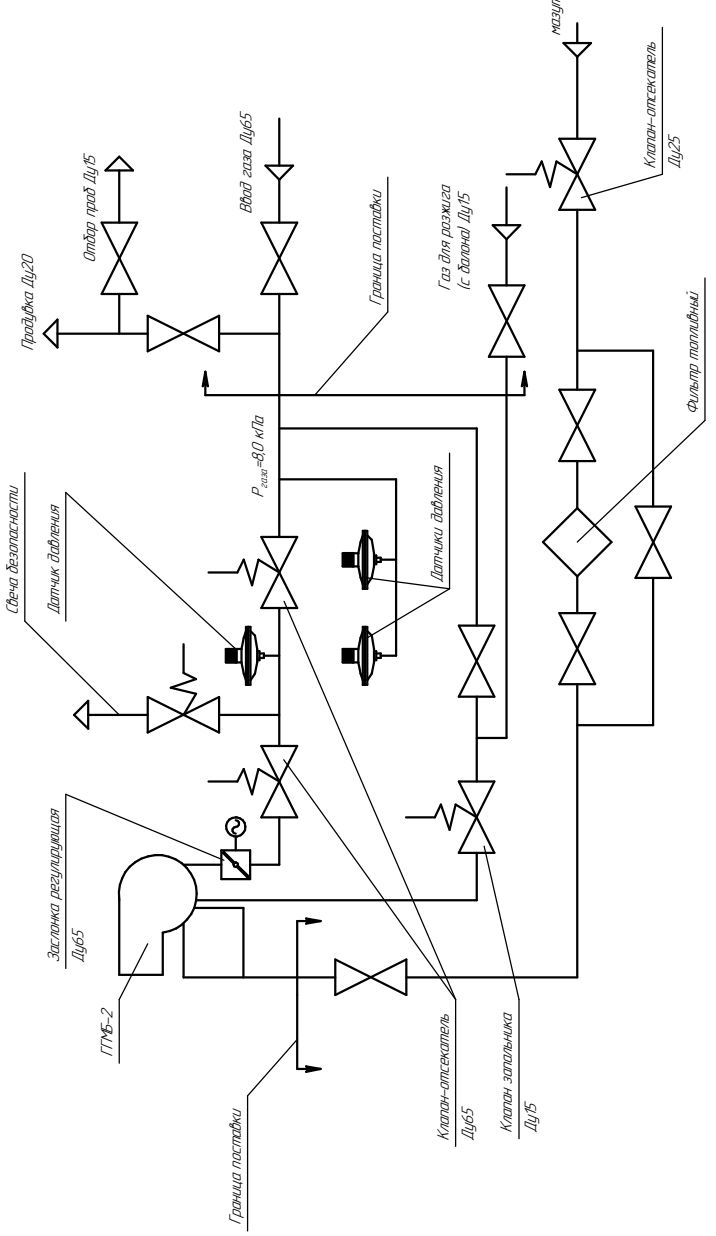 Свеча безопасности
Датчик давления
Продувка Ду20
Отбор проб Ду15
Заслонка регулирующая
Ду65
ГГМБ-2
Ввод газа Ду65
Pгаза=8,0 кПа
Граница поставки
Датчики давления
Газ для розжига
(с балона) Ду15
мазут
Клапан-отсекатель
Ду25
Граница поставки
Клапан-отсекатель
Ду65
Клапан запальника
Ду15
Фильтр топливный